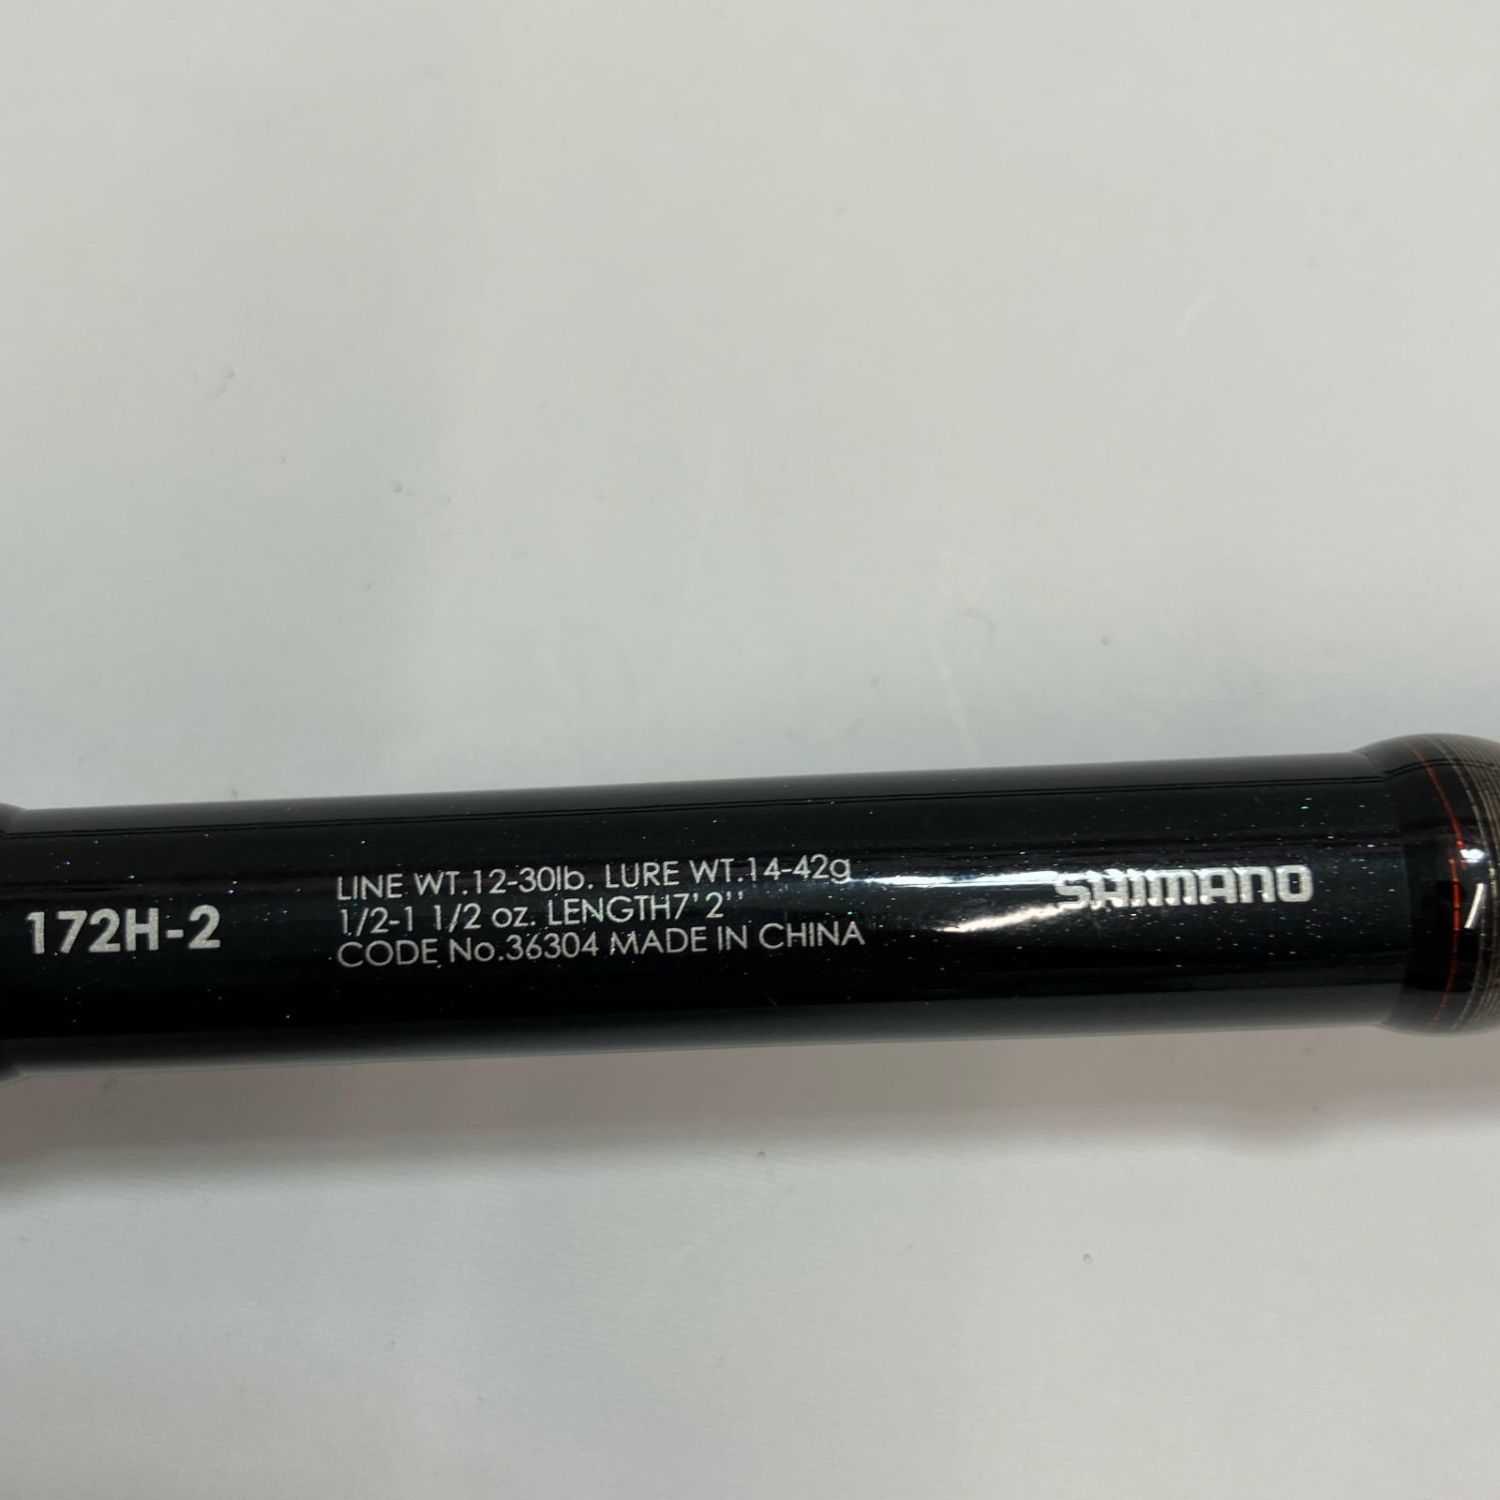 172H-2
LINE WT.12-30lb. LURE WT.14-42g
1/2-1 1/2 oz. LENGTH7'2''
CODE No.36304 MADE IN CHINA
SHIMANO